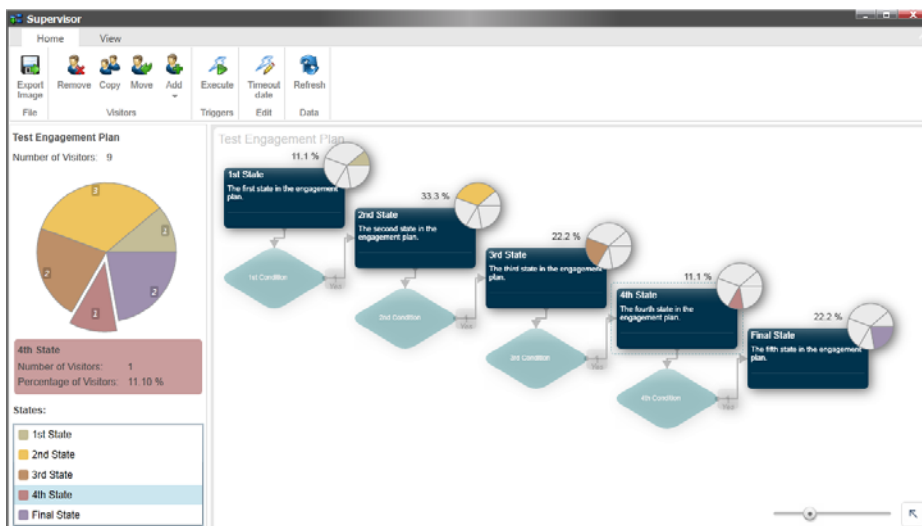 Supervisor
Home View
Export Image
Remove
Copy
Move
Add
Execute
Timeout date
Refresh
File
Visitors
Triggers
Edit
Data
Test Engagement Plan
Number of Visitors: 9
3
1
2
2
1
4th State
Number of Visitors: 1
Percentage of Visitors: 11.10 %
States:
1st State
2nd State
3rd State
4th State
Final State
Test Engagement Plan
11.1 %
1st State
The first state in the engagement
plan.
1st Condition
33.3 %
2nd State
The second state in the
engagement plan.
2nd Condition
22.2 %
3rd State
The third state in the engagement
plan.
3rd Condition
11.1 %
4th State
The fourth state in the
engagement plan.
4th Condition
22.2 %
Final State
The fifth state in the engagement
plan.